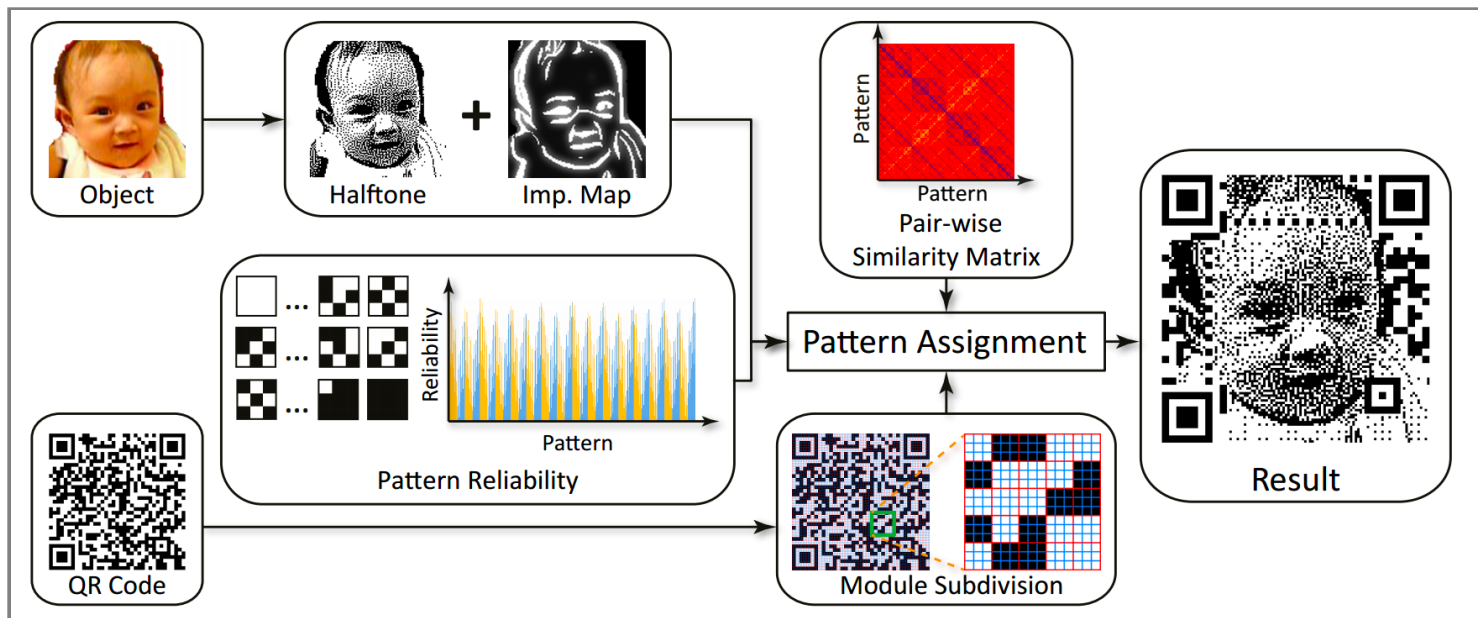 Object
Halftone
Imp. Map
Pattern
Pattern
Pair-wise
Similarity Matrix
Reliability
Pattern
Pattern Reliability
Pattern Assignment
QR Code
Module Subdivision
Result